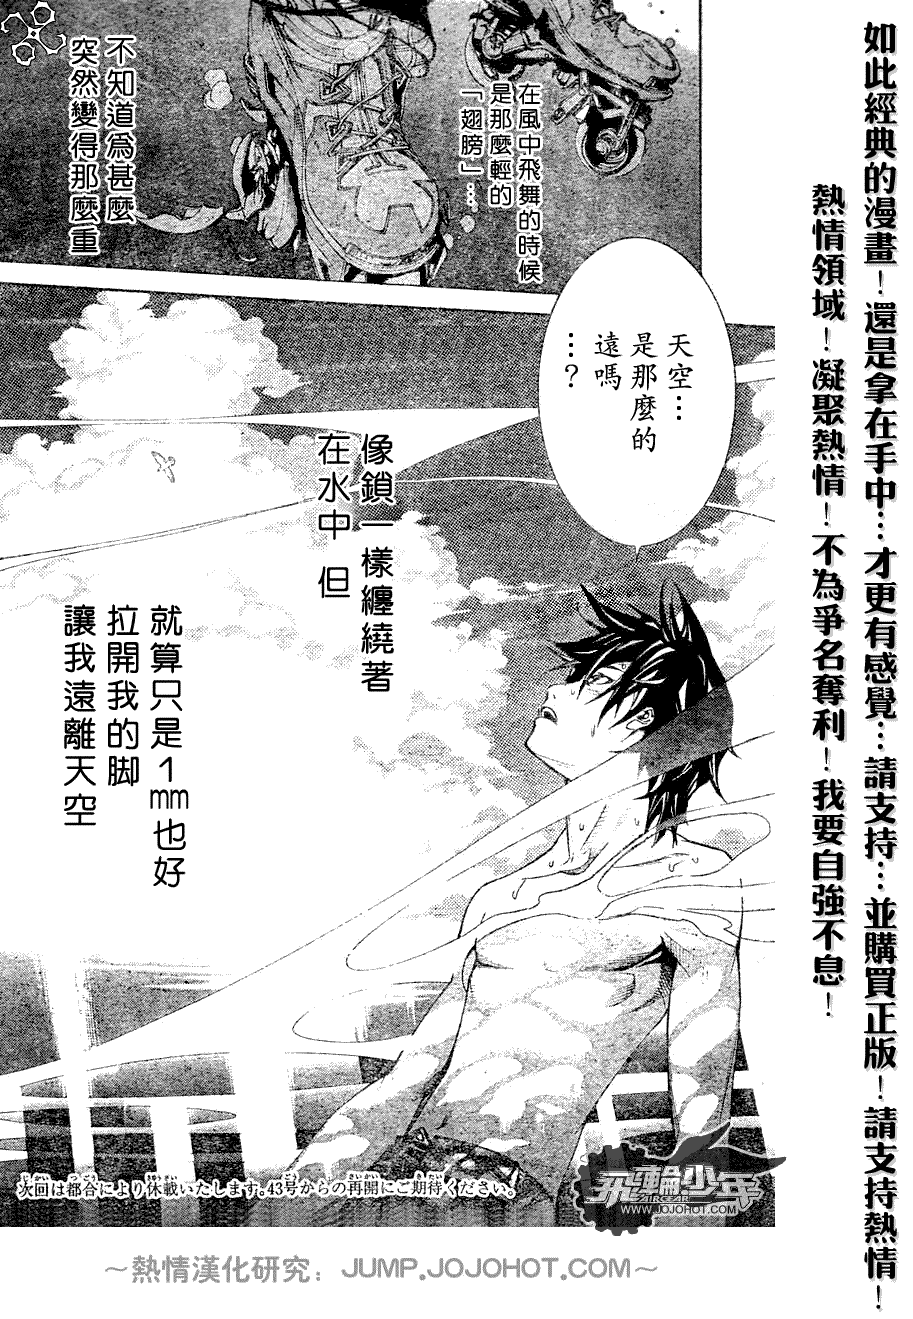 如此經典的漫畫！還是拿在手中…才更有感覺…請支持…並購買正版！請支持熱情！
熱情領域！凝聚熱情！不為爭名奪利！我要自強不息！
在風中飛舞的時候
是那麼輕的
「翅膀」…
不知道為甚麼
突然變得那麼重
天空…
是那麼的
遠嗎
…？
像鎖一樣纏繞著
在水中 但
就算只是1mm也好
拉開我的脚
讓我遠離天空
次回は都合により休載いたします。43号からの再開にご期待ください。
飛輪少年
AIRGEAR
WWW.JOJOHOT.COM
～熱情漢化研究：JUMP.JOJOHOT.COM～